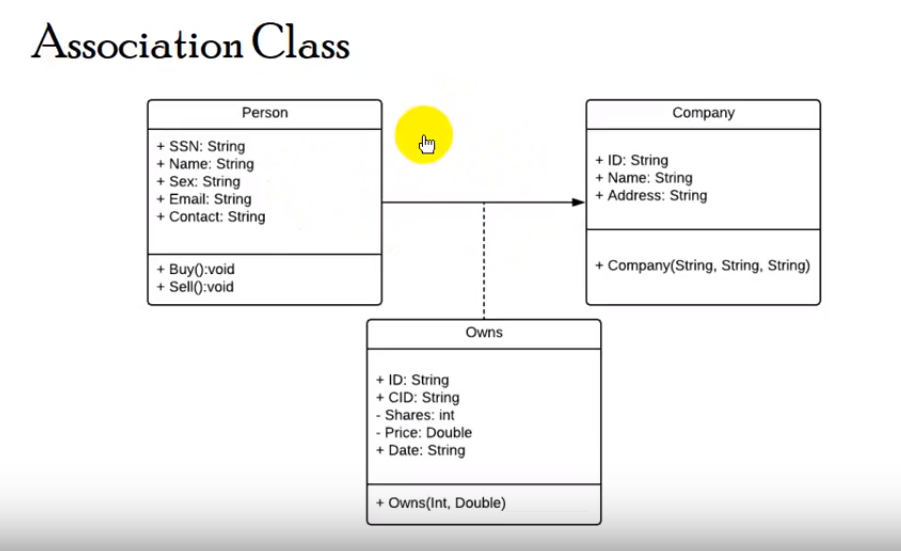 Association Class
Person
+ SSN: String
+ Name: String
+ Sex: String
+ Email: String
+ Contact: String
+ Buy():void
+ Sell():void
Company
+ ID: String
+ Name: String
+ Address: String
+ Company(String, String, String)
Owns
+ ID: String
+ CID: String
- Shares: int
- Price: Double
+ Date: String
+ Owns(Int, Double)